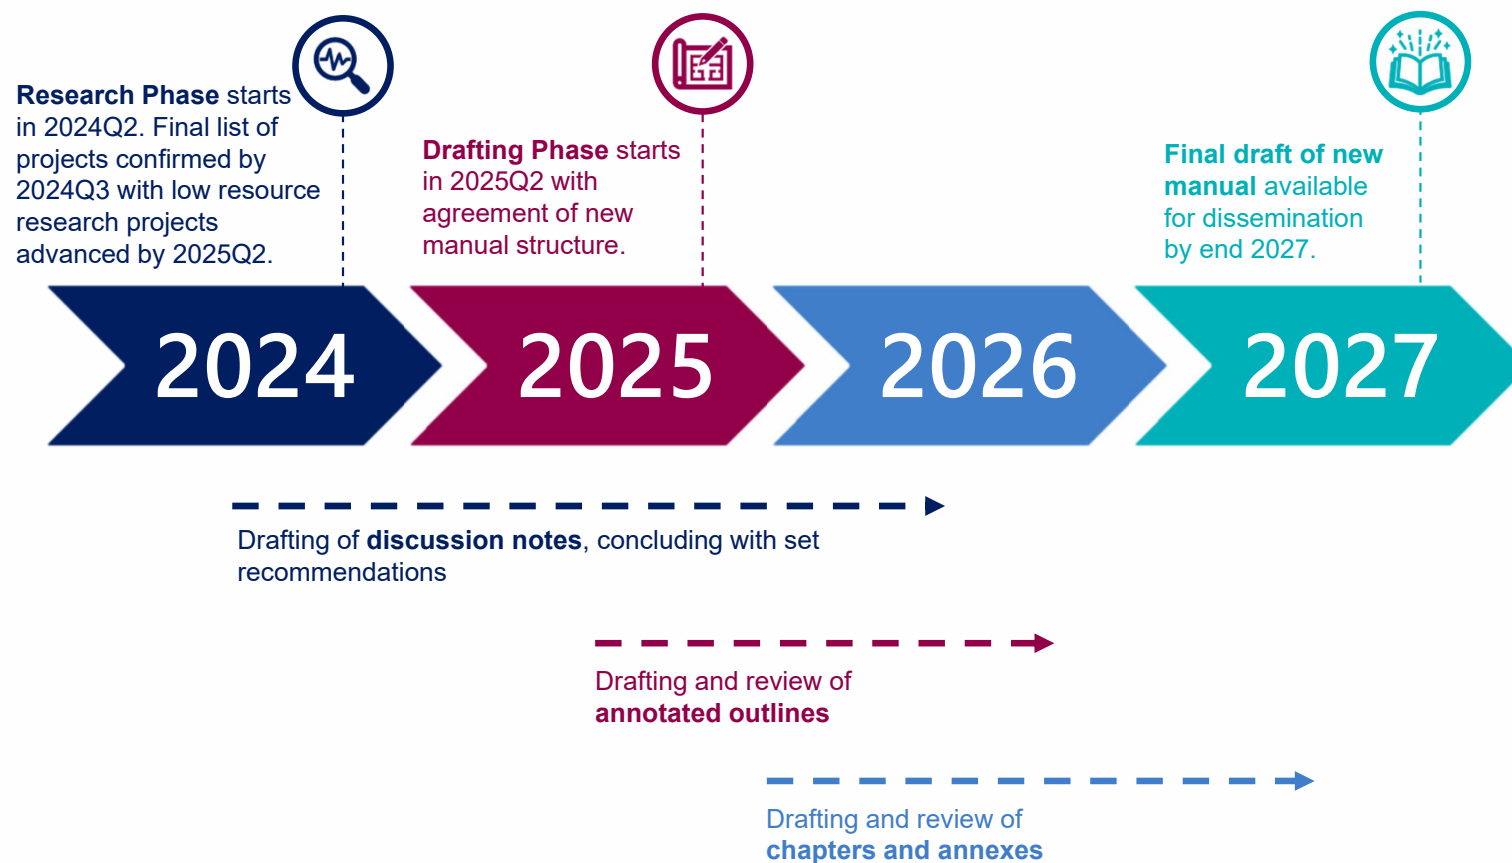 Research Phase starts
in 2024Q2. Final list of
projects confirmed by
2024Q3 with low resource
research projects
advanced by 2025Q2.
Drafting Phase starts
in 2025Q2 with
agreement of new
manual structure.
Final draft of new
manual available
for dissemination
by end 2027.
2024
2025
2026
2027
Drafting of discussion notes, concluding with set
recommendations
Drafting and review of
annotated outlines
Drafting and review of
chapters and annexes